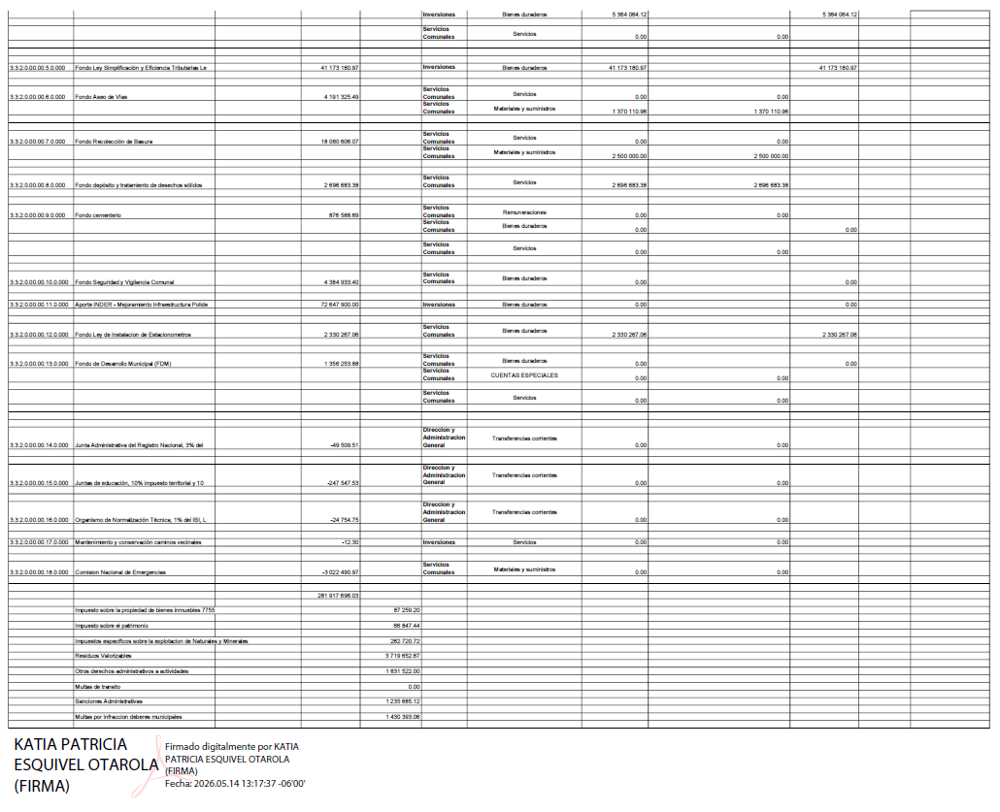 Inversiones Bienes duraderos 5 364 064.12 5 364 064.12
Servicios Comunales Servicios 0.00 0.00
3.3.2.0.00.00.5.0.000 Fondo Ley Simplificación y Eficiencia Tributarias Le 41 173 180.97 Inversiones Bienes duraderos 41 173 180.97 41 173 180.97
3.3.2.0.00.00.6.0.000 Fondo Aseo de Vías 4 191 325.49 Servicios Comunales Servicios 0.00 0.00
Servicios Comunales Materiales y suministros 1 370 110.96 1 370 110.96
3.3.2.0.00.00.7.0.000 Fondo Recolección de Basura 18 060 606.07 Servicios Comunales Servicios 0.00 0.00
Servicios Comunales Materiales y suministros 2 500 000.00 2 500 000.00
3.3.2.0.00.00.8.0.000 Fondo depósito y tratamiento de desechos sólidos 2 696 683.38 Servicios Comunales Servicios 2 696 683.38 2 696 683.38
3.3.2.0.00.00.9.0.000 Fondo cementerio 876 588.69 Servicios Comunales Remuneraciones 0.00 0.00
Servicios Comunales Bienes duraderos 0.00 0.00
Servicios Comunales Servicios 0.00 0.00
3.3.2.0.00.00.10.0.000 Fondo Seguridad y Vigilancia Comunal 4 384 933.40 Servicios Comunales Bienes duraderos 0.00 0.00
3.3.2.0.00.00.11.0.000 Aporte INDER - Mejoramiento Infraestructura Polide 72 647 900.00 Inversiones Bienes duraderos 0.00 0.00
3.3.2.0.00.00.12.0.000 Fondo Ley de Instalacion de Estacionometros 2 330 267.06 Servicios Comunales Bienes duraderos 2 330 267.06 2 330 267.06
3.3.2.0.00.00.13.0.000 Fondo de Desarrollo Municipal (FDM) 1 356 253.68 Servicios Comunales Bienes duraderos 0.00 0.00
Servicios Comunales CUENTAS ESPECIALES 0.00 0.00
Servicios Comunales Servicios 0.00 0.00
3.3.2.0.00.00.14.0.000 Junta Administrativa del Registro Nacional, 3% del -49 509.51 Direccion y Administracion General Transferencias corrientes 0.00 0.00
3.3.2.0.00.00.15.0.000 Juntas de educación, 10% impuesto territorial y 10 -247 547.53 Direccion y Administracion General Transferencias corrientes 0.00 0.00
3.3.2.0.00.00.16.0.000 Organismo de Normalización Técnica, 1% del IBI, L -24 754.75 Direccion y Administracion General Transferencias corrientes 0.00 0.00
3.3.2.0.00.00.17.0.000 Mantenimiento y conservación caminos vecinales -12.30 Inversiones Servicios 0.00 0.00
3.3.2.0.00.00.18.0.000 Comision Nacional de Emergencias -3 022 490.97 Servicios Comunales Materiales y suministros 0.00 0.00
281 917 696.03
Impuesto sobre la propiedad de bienes inmuebles 7755 87 259.20
Impuesto sobre el patrimonio 66 847.44
Impuestos específicos sobre la explotacion de Naturales y Minerales 262 720.72
Residuos Valorizables 3 719 652.67
Otros derechos administrativos a actividades 1 631 522.00
Multas de transito 0.00
Sanciones Administrativas 1 235 685.12
Multas por infraccion deberes municipales 1 430 393.06
KATIA PATRICIA
ESQUIVEL OTAROLA
(FIRMA)
Firmado digitalmente por KATIA
PATRICIA ESQUIVEL OTAROLA
(FIRMA)
Fecha: 2026.05.14 13:17:37 -06'00'